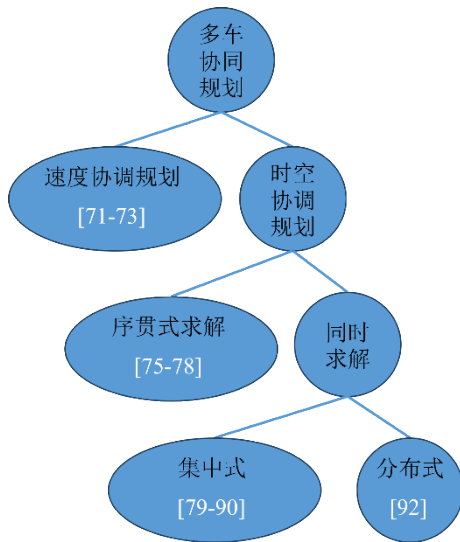 多车
协同
规划
速度协调规划
[71-73]
时空
协调
规划
序贯式求解
[75-78]
同时
求解
集中式
[79-90]
分布式
[92]